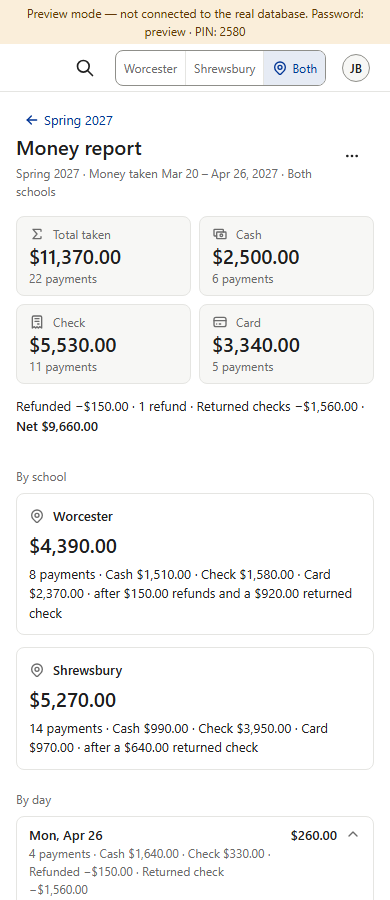 Preview mode — not connected to the real database. Password:
preview · PIN: 2580
Worcester
Shrewsbury
Both
JB
← Spring 2027
Money report
...
Spring 2027 · Money taken Mar 20 – Apr 26, 2027 · Both
schools
Total taken
$11,370.00
22 payments
Cash
$2,500.00
6 payments
Check
$5,530.00
11 payments
Card
$3,340.00
5 payments
Refunded −$150.00 · 1 refund · Returned checks −$1,560.00 ·
Net $9,660.00
By school
Worcester
$4,390.00
8 payments · Cash $1,510.00 · Check $1,580.00 · Card
$2,370.00 · after $150.00 refunds and a $920.00 returned
check
Shrewsbury
$5,270.00
14 payments · Cash $990.00 · Check $3,950.00 · Card
$970.00 · after a $640.00 returned check
By day
Mon, Apr 26
$260.00
4 payments · Cash $1,640.00 · Check $330.00 ·
Refunded −$150.00 · Returned check
−$1,560.00